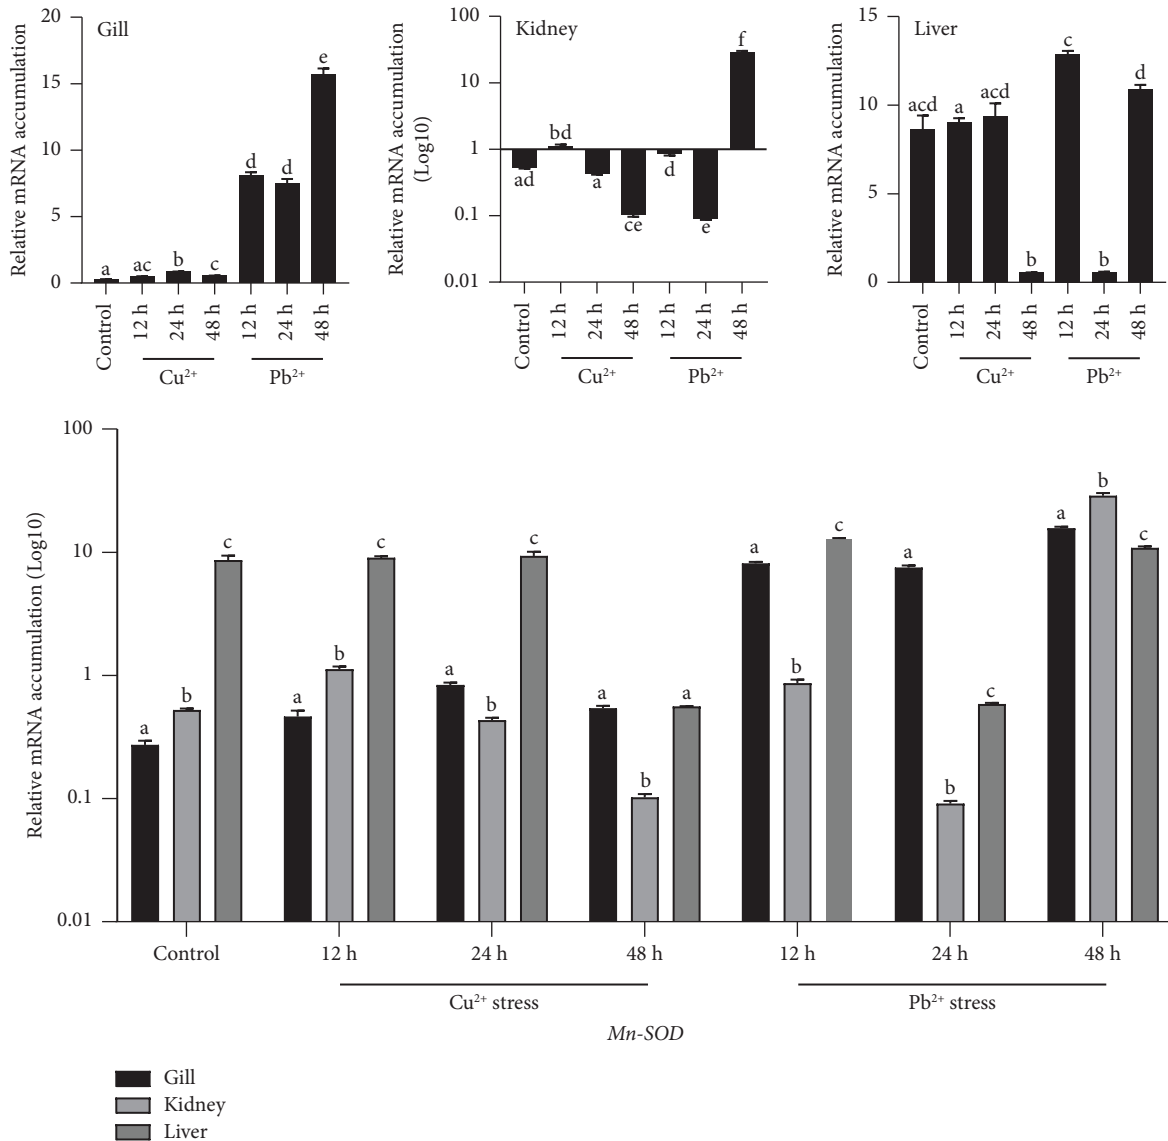 Gill
Relative mRNA accumulation
20
15
10
5
0
a
ac
b
c
d
d
e
Control
12 h
24 h
48 h
12 h
24 h
48 h
Cu²⁺
Pb²⁺
Kidney
Relative mRNA accumulation
(Log10)
100
10
1
0.1
0.01
ad
bd
a
ce
d
e
f
Control
12 h
24 h
48 h
12 h
24 h
48 h
Cu²⁺
Pb²⁺
Liver
Relative mRNA accumulation
15
10
5
0
acd
a
acd
b
c
b
d
Control
12 h
24 h
48 h
12 h
24 h
48 h
Cu²⁺
Pb²⁺
Relative mRNA accumulation (Log10)
100
10
1
0.1
0.01
a
b
c
a
b
c
a
b
c
a
b
a
a
b
c
a
b
c
a
b
c
Control
12 h
24 h
48 h
12 h
24 h
48 h
Cu²⁺ stress
Pb²⁺ stress
Mn-SOD
Gill
Kidney
Liver